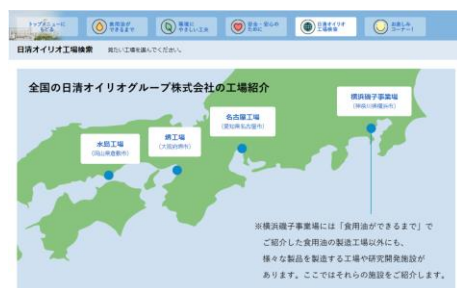 トップメニューに
もどる
食用油が
できるまで
環境に
やさしい工夫
安全・安心の
ために
日清オイリオ
工場検索
お楽しみ
コーナー！
日清オイリオ工場検索 見たい工場を選んでください。
全国の日清オイリオグループ株式会社の工場紹介
横浜磯子事業場
(神奈川県横浜市)
名古屋工場
(愛知県名古屋市)
堺工場
(大阪府堺市)
水島工場
(岡山県倉敷市)
※横浜磯子事業場には「食用油ができるまで」で
ご紹介した食用油の製造工場以外にも、
様々な製品を製造する工場や研究開発施設が
あります。ここではそれらの施設をご紹介します。